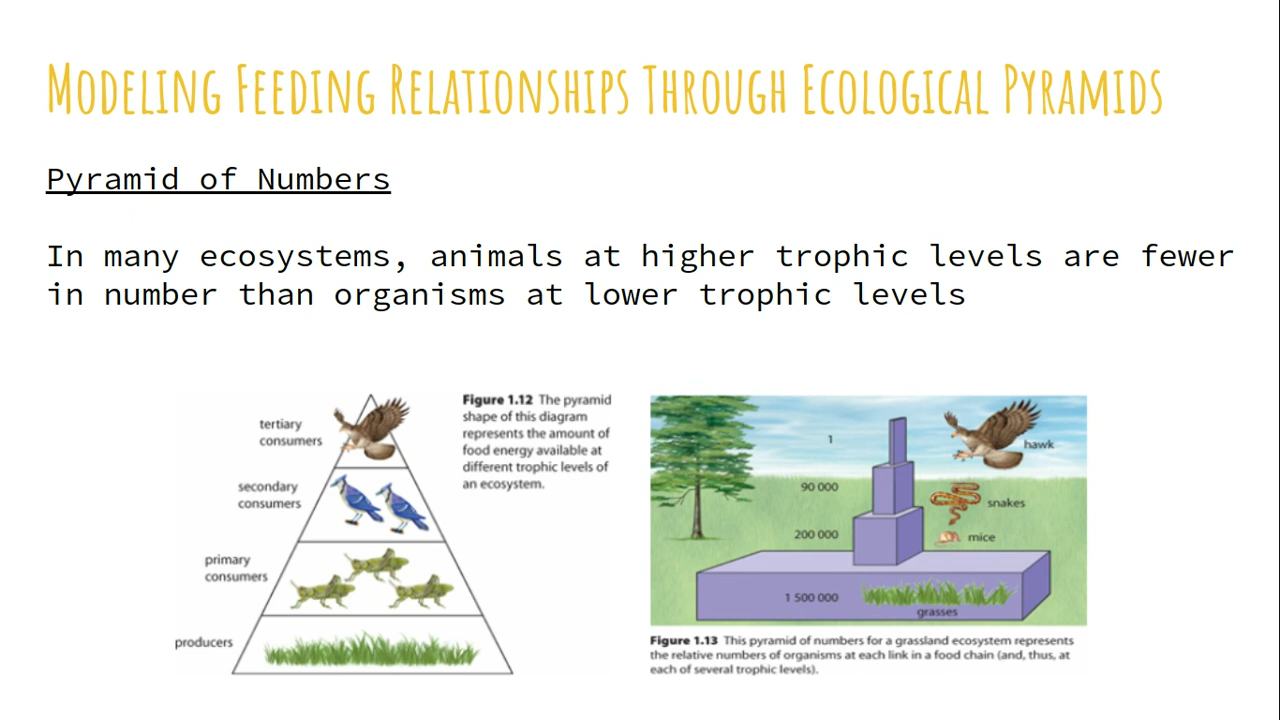 Modeling Feeding Relationships Through Ecological Pyramids
Pyramid of Numbers
In many ecosystems, animals at higher trophic levels are fewer
in number than organisms at lower trophic levels
tertiary
consumers
secondary
consumers
primary
consumers
producers
Figure 1.12 The pyramid
shape of this diagram
represents the amount of
food energy available at
different trophic levels of
an ecosystem.
1
hawk
90 000
snakes
200 000
mice
1 500 000
grasses
Figure 1.13 This pyramid of numbers for a grassland ecosystem represents
the relative numbers of organisms at each link in a food chain (and, thus, at
each of several trophic levels).